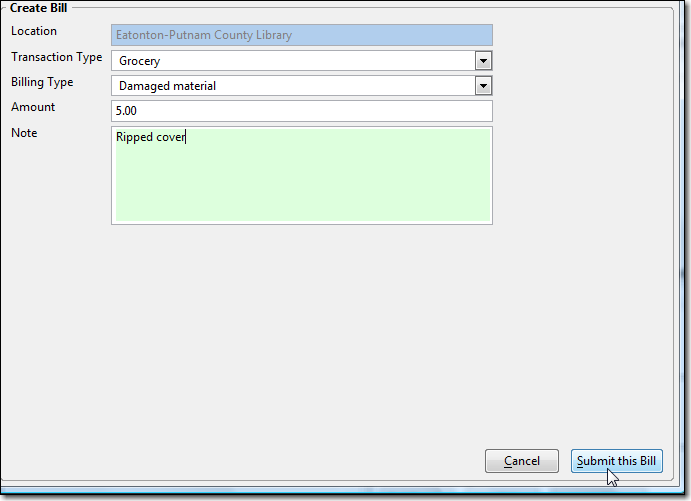 Create Bill
Location Eatonton-Putnam County Library
Transaction Type Grocery
Billing Type Damaged material
Amount 5.00
Note Ripped cover
Cancel Submit this Bill